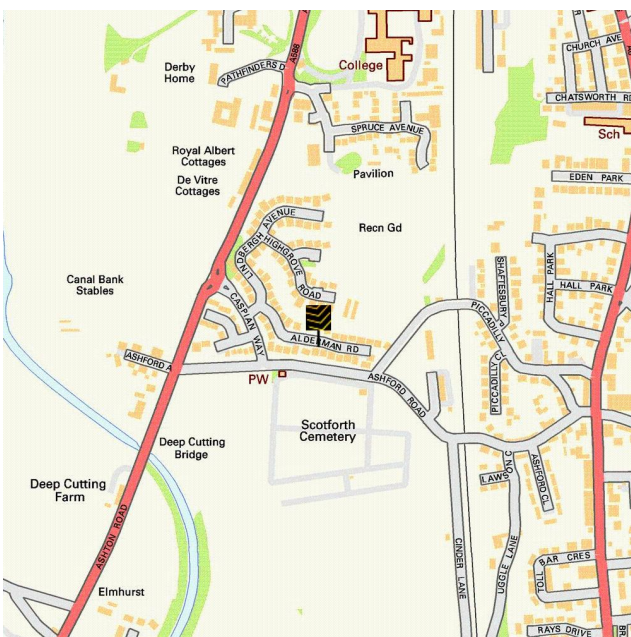 A588
CHURCH AVE
Derby
Home
PATHFINDERS D
College
CHATSWORTH RD
SPRUCE AVENUE
Sch
Royal Albert
Cottages
De Vitre
Cottages
Pavilion
EDEN PARK
LINDBERGH AVENUE
Recn Gd
HIGHGROVE ROAD
SHAFTESBURY P
HALL PARK
HALL PARK
Canal Bank
Stables
CASPIAN WAY
PICCADILLY
ALDERMAN RD
ASHFORD A
PW
ASHFORD ROAD
PICCADILLY C
Scotforth
Cemetery
Deep Cutting
Bridge
LAWSON C
ASHFORD CL
Deep Cutting
Farm
ASHTON ROAD
CINDER LANE
UGGLE LANE
BAR CRES
TOLL
Elmhurst
RAYS DRIVE